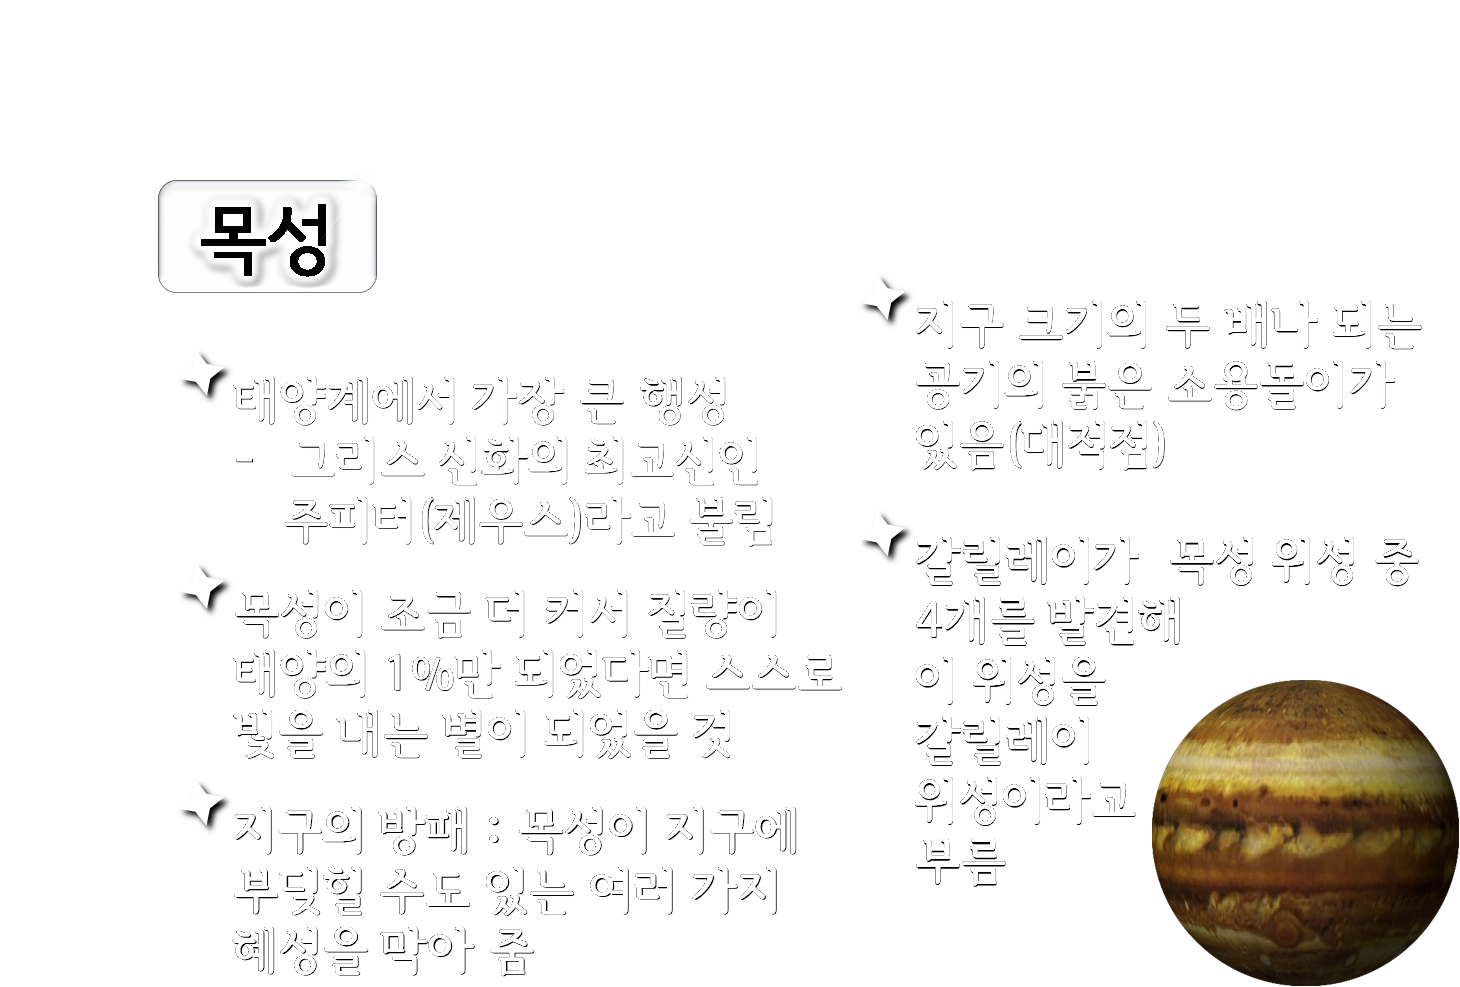 목성
태양계에서 가장 큰 행성
- 그리스 신화의 최고신인
주피터(제우스)라고 불림
목성이 조금 더 커서 질량이
태양의 1%만 되었다면 스스로
빛을 내는 별이 되었을 것
지구의 방패 : 목성이 지구에
부딪힐 수도 있는 여러 가지
혜성을 막아 줌
지구 크기의 두 배나 되는
공기의 붉은 소용돌이가
있음(대적점)
갈릴레이가 목성 위성 중
4개를 발견해
이 위성을
갈릴레이
위성이라고
부름